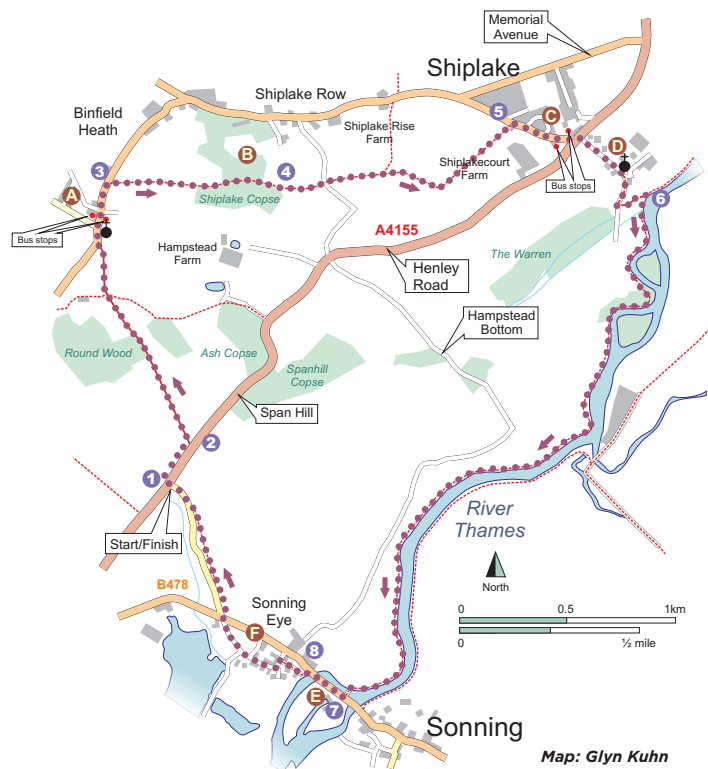 Memorial
Avenue
Shiplake
Shiplake Row
Binfield
Heath
5
C
Shiplake Rise
Farm
D
B
3
4
Shiplakecourt
Farm
A
Shiplake Copse
Bus stops
6
Bus stops
A4155
Hampstead
Farm
The Warren
Henley
Road
Hampstead
Bottom
Round Wood
Ash Copse
Spanhill
Copse
Span Hill
2
1
River
Thames
Start/Finish
North
B478
Sonning
Eye
0
0.5
1km
F
8
0
½ mile
E
7
Sonning
Map: Glyn Kuhn